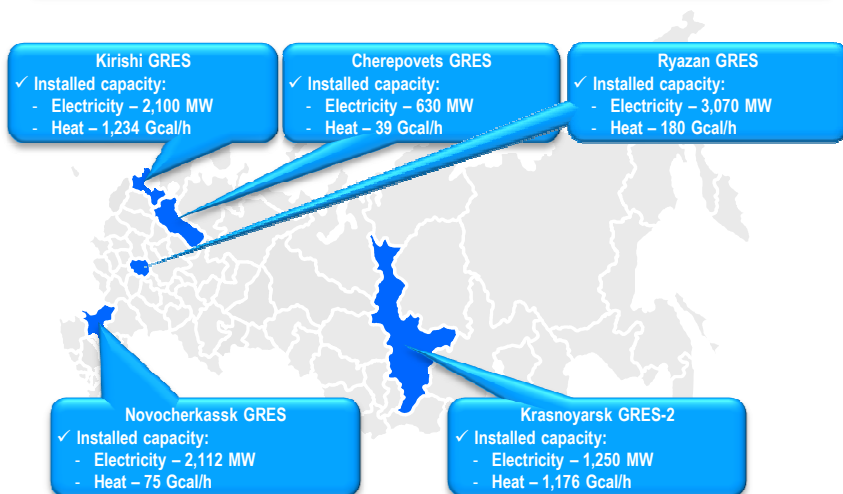 Kirishi GRES
✓ Installed capacity:
- Electricity – 2,100 MW
- Heat – 1,234 Gcal/h
Cherepovets GRES
✓ Installed capacity:
- Electricity – 630 MW
- Heat – 39 Gcal/h
Ryazan GRES
✓ Installed capacity:
- Electricity – 3,070 MW
- Heat – 180 Gcal/h
Novocherkassk GRES
✓ Installed capacity:
- Electricity – 2,112 MW
- Heat – 75 Gcal/h
Krasnoyarsk GRES-2
✓ Installed capacity:
- Electricity – 1,250 MW
- Heat – 1,176 Gcal/h